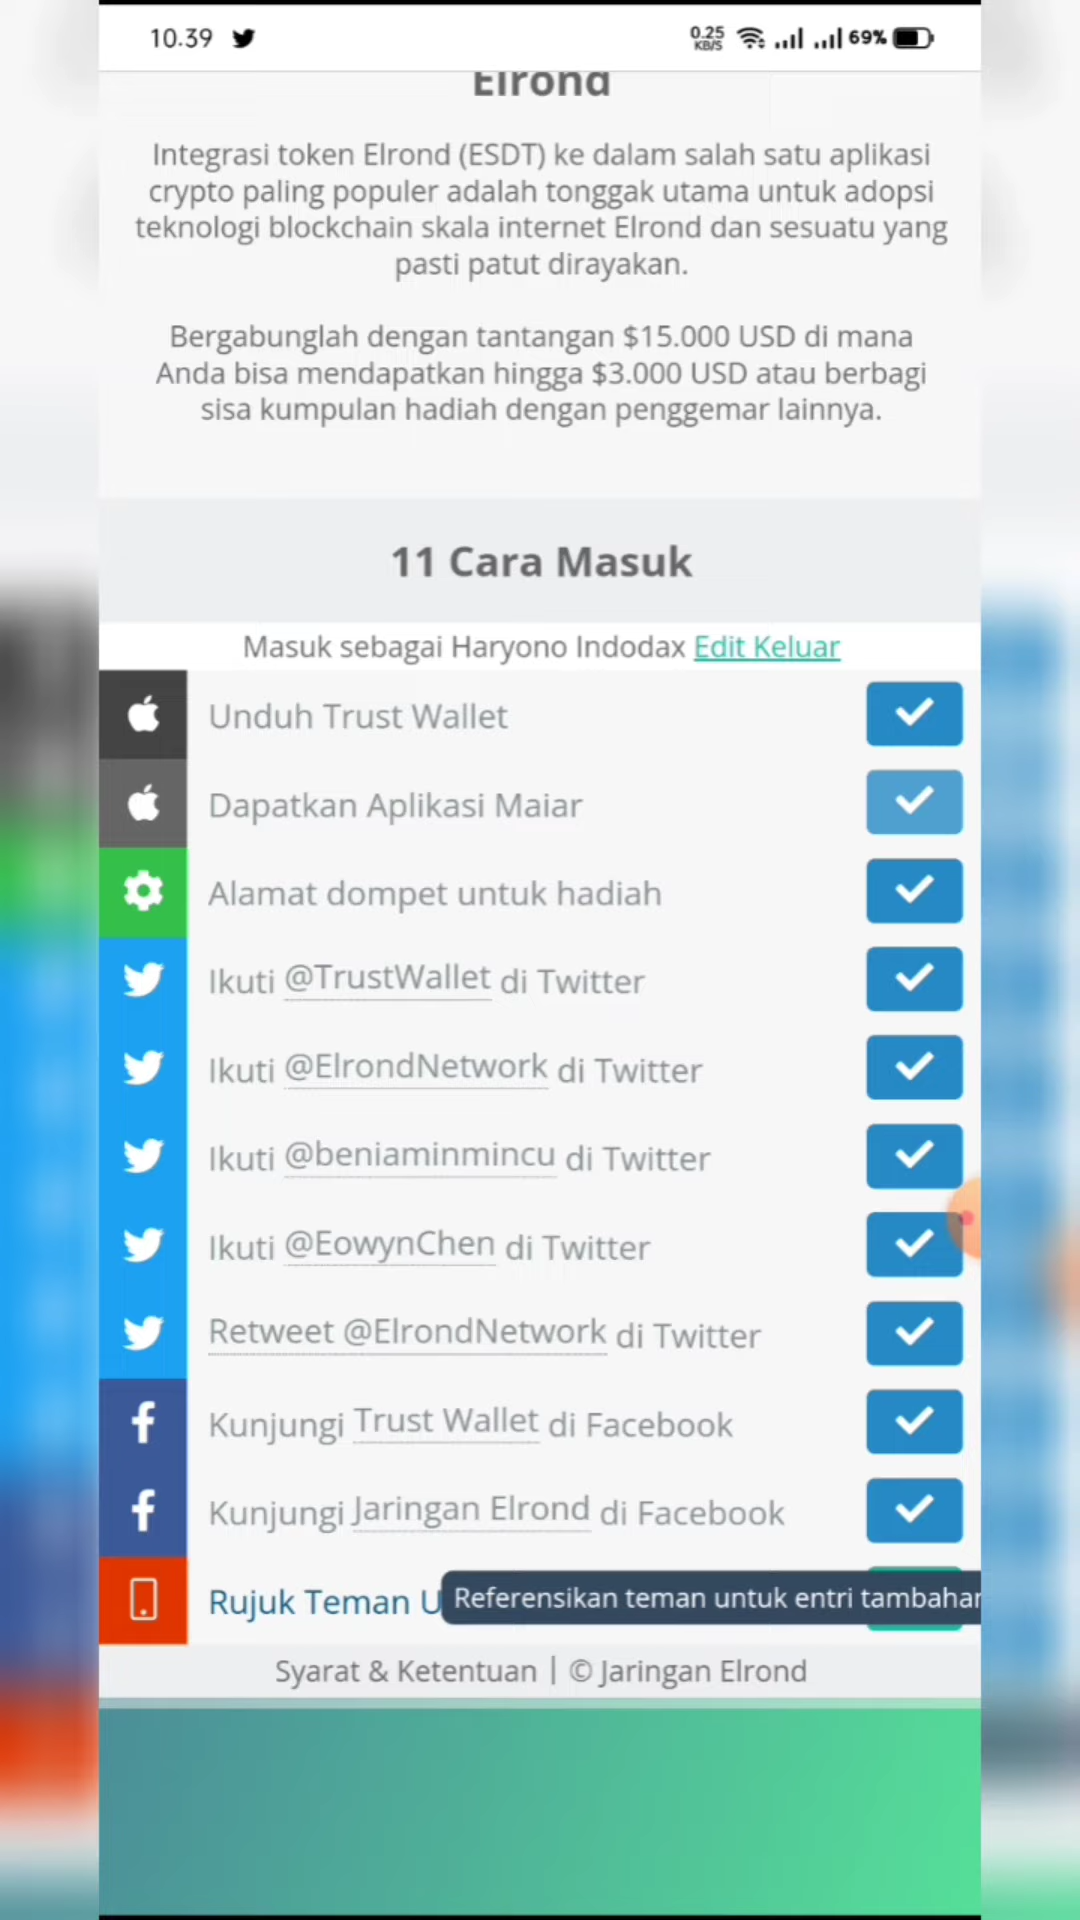 10.39
0.25
KB/S
69%
Elrond
Integrasi token Elrond (ESDT) ke dalam salah satu aplikasi
crypto paling populer adalah tonggak utama untuk adopsi
teknologi blockchain skala internet Elrond dan sesuatu yang
pasti patut dirayakan.
Bergabunglah dengan tantangan $15.000 USD di mana
Anda bisa mendapatkan hingga $3.000 USD atau berbagi
sisa kumpulan hadiah dengan penggemar lainnya.
11 Cara Masuk
Masuk sebagai Haryono Indodax Edit Keluar
Unduh Trust Wallet
Dapatkan Aplikasi Maiar
Alamat dompet untuk hadiah
Ikuti @TrustWallet di Twitter
Ikuti @ElrondNetwork di Twitter
Ikuti @beniaminmincu di Twitter
Ikuti @EowynChen di Twitter
Retweet @ElrondNetwork di Twitter
Kunjungi Trust Wallet di Facebook
Kunjungi Jaringan Elrond di Facebook
Rujuk Teman U
Referensikan teman untuk entri tambahan
Syarat & Ketentuan | © Jaringan Elrond